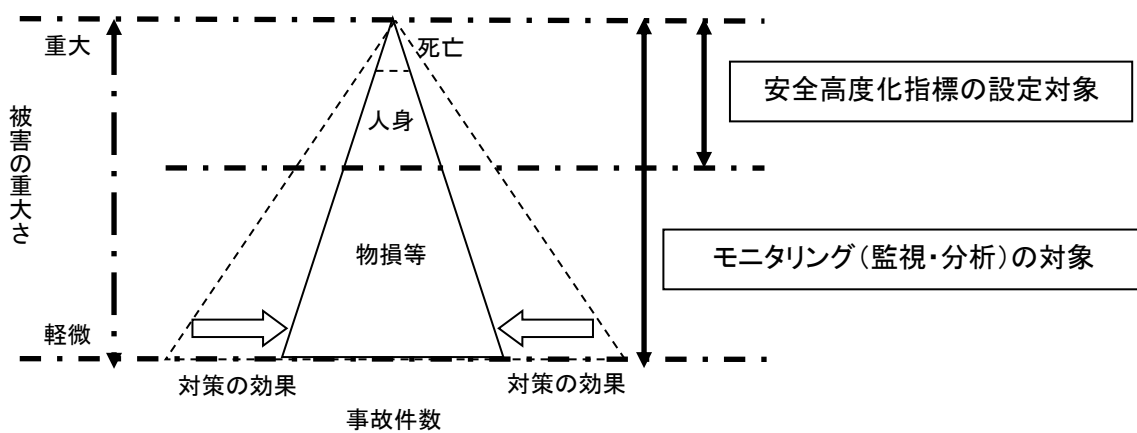 重大
死亡
安全高度化指標の設定対象
人身
被害の重大さ
物損等
モニタリング(監視・分析)の対象
軽微
対策の効果
対策の効果
事故件数